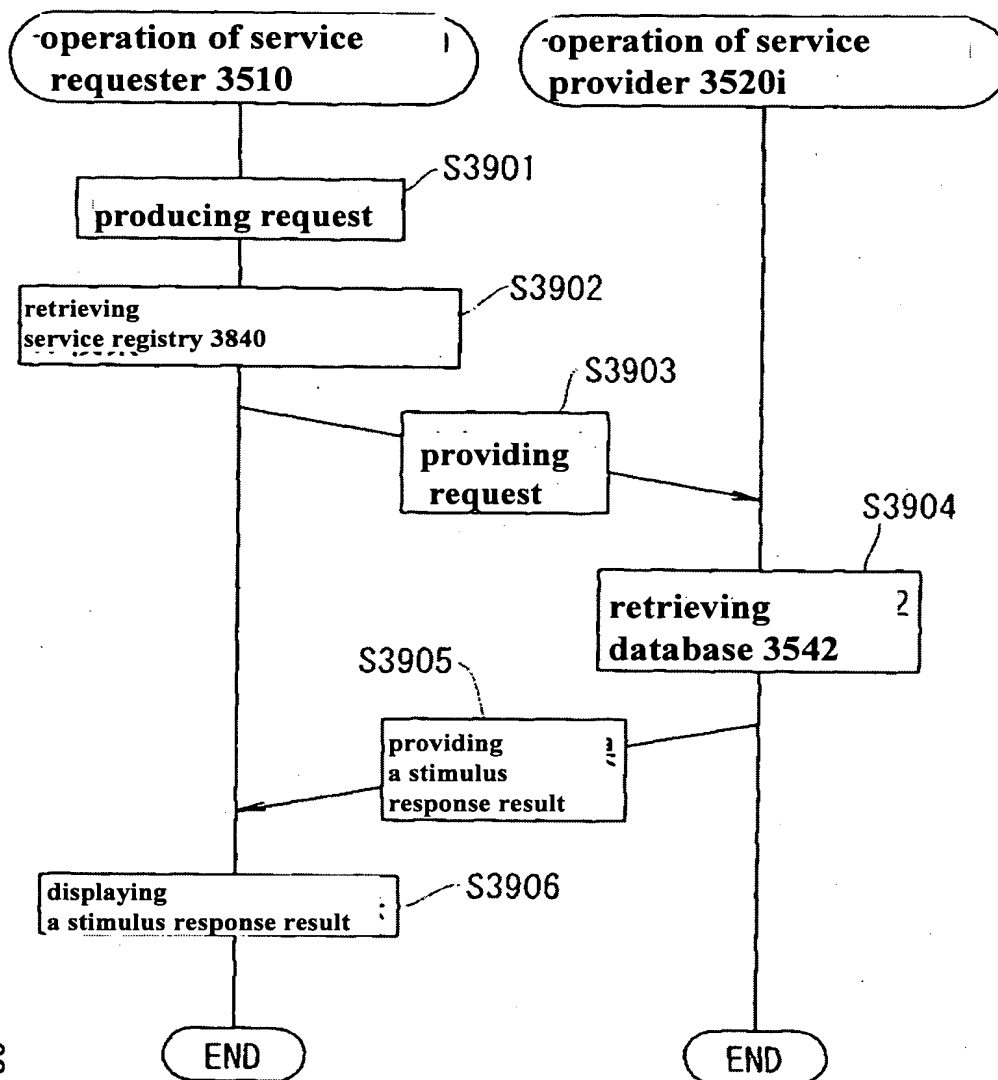 operation of service
requester 3510
operation of service
provider 3520i
S3901
producing request
S3902
retrieving
service registry 3840
S3903
providing
request
S3904
retrieving
database 3542
2
S3905
providing
a stimulus
response result
S3906
displaying
a stimulus response result
END
END